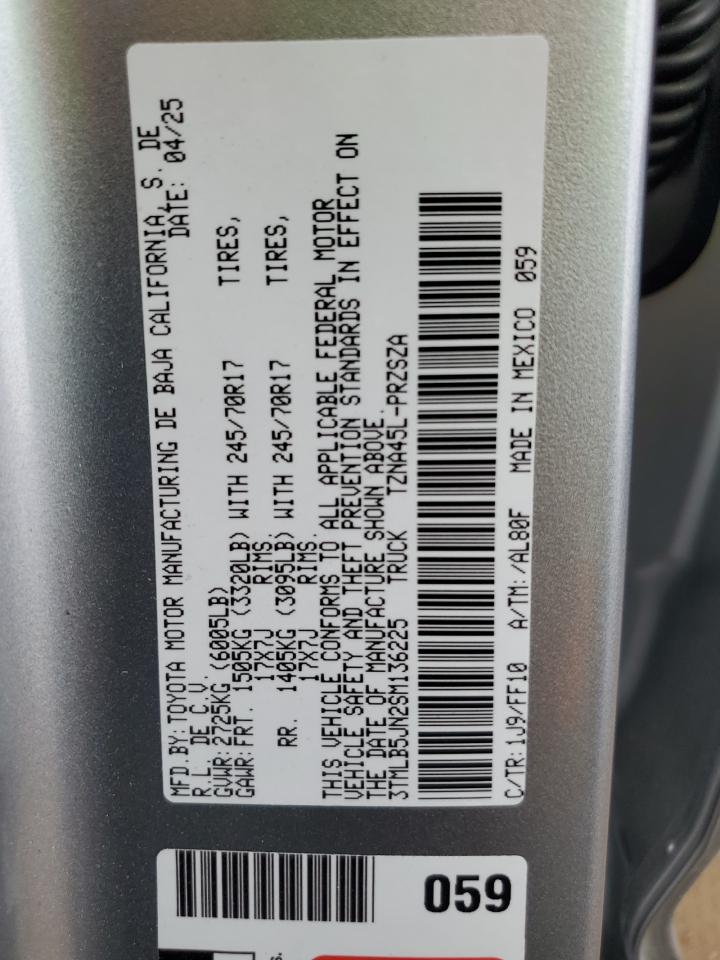 MFD.BY:TOYOTA MOTOR MANUFACTURING DE BAJA CALIFORNIA, S. DE
R.L. DE C.V. DATE: 04/25
GVWR:2725KG (6005LB)
GAWR:FRT. 1505KG (3320LB) WITH 245/70R17 TIRES,
17X7J RIMS.
RR. 1405KG (3095LB) WITH 245/70R17 TIRES,
17X7J RIMS.
THIS VEHICLE CONFORMS TO ALL APPLICABLE FEDERAL MOTOR
VEHICLE SAFETY AND THEFT PREVENTION STANDARDS IN EFFECT ON
THE DATE OF MANUFACTURE SHOWN ABOVE.
3TMLB5JN2SM136225 TRUCK TZNA45L-PRZSZA
C/TR:1J9/FF10 A/TM:/AL80F MADE IN MEXICO 059
059